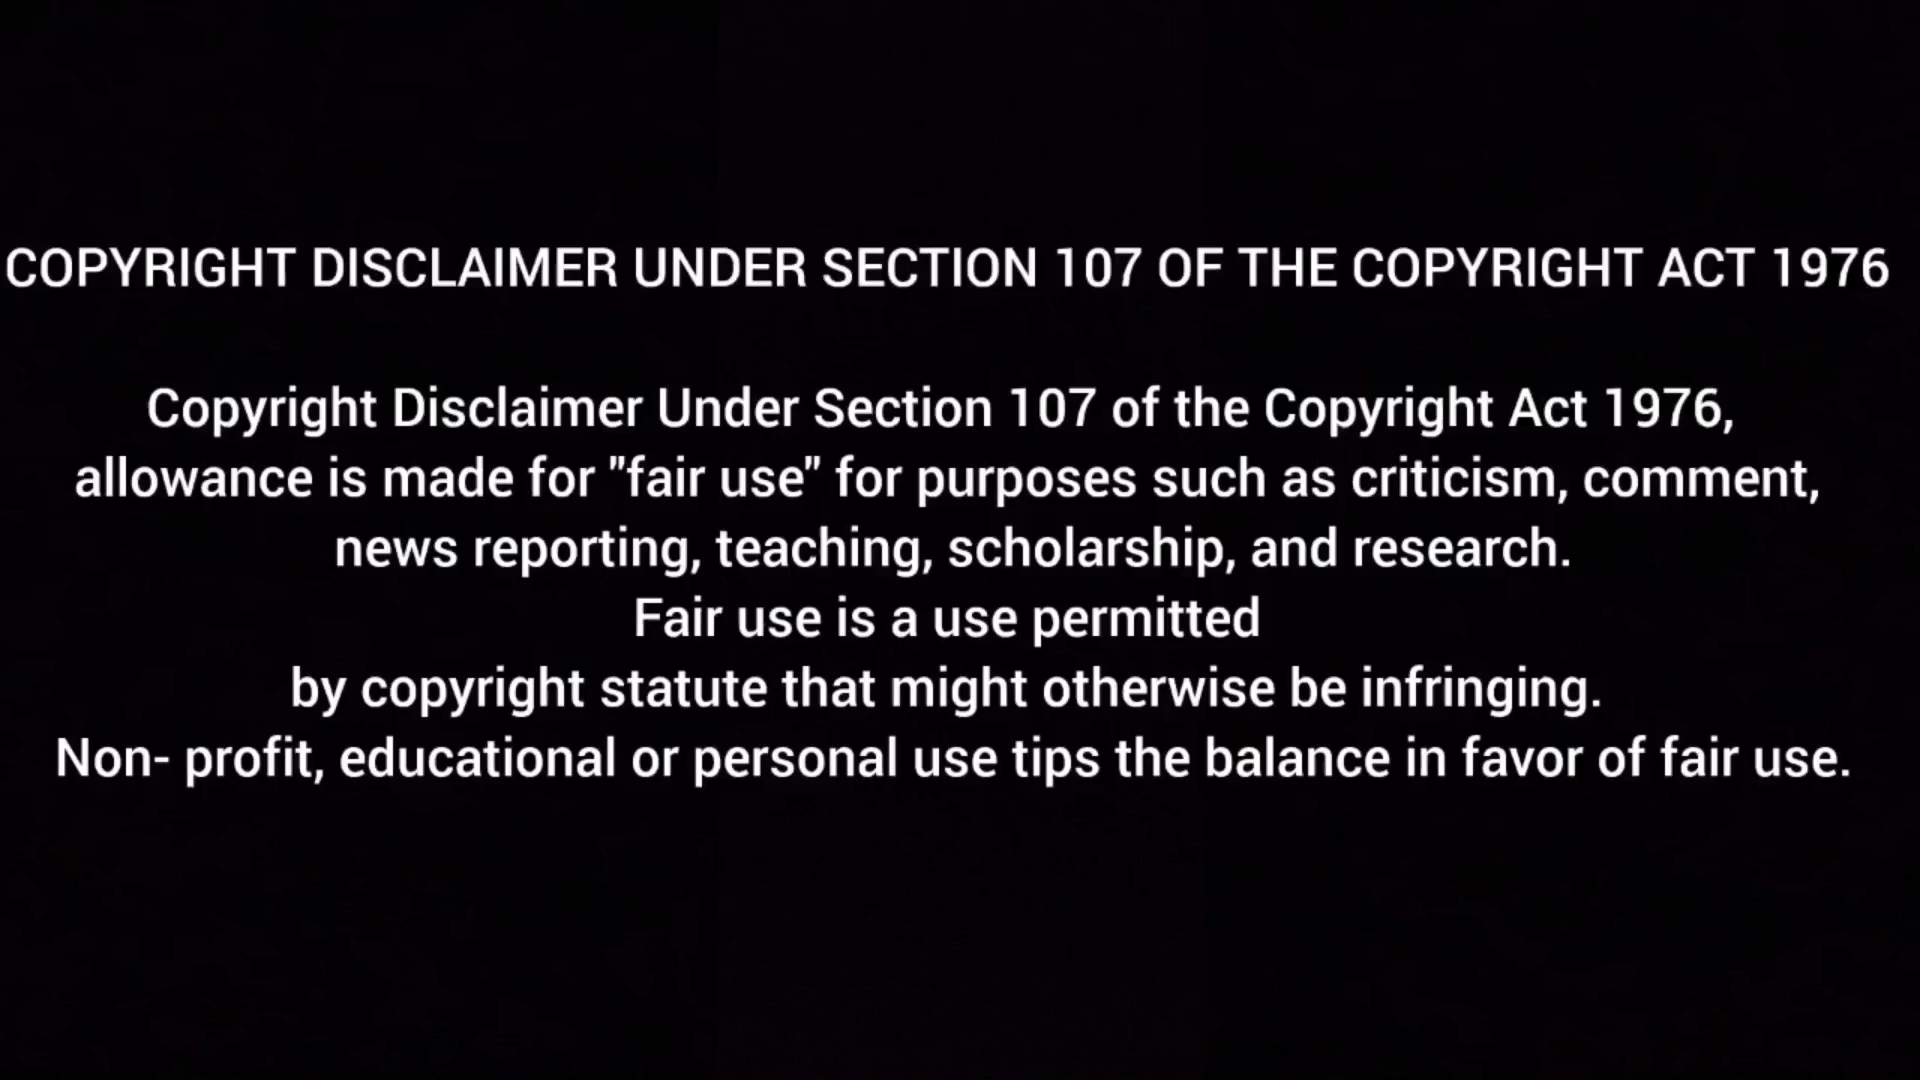 COPYRIGHT DISCLAIMER UNDER SECTION 107 OF THE COPYRIGHT ACT 1976
Copyright Disclaimer Under Section 107 of the Copyright Act 1976,
allowance is made for "fair use" for purposes such as criticism, comment,
news reporting, teaching, scholarship, and research.
Fair use is a use permitted
by copyright statute that might otherwise be infringing.
Non- profit, educational or personal use tips the balance in favor of fair use.